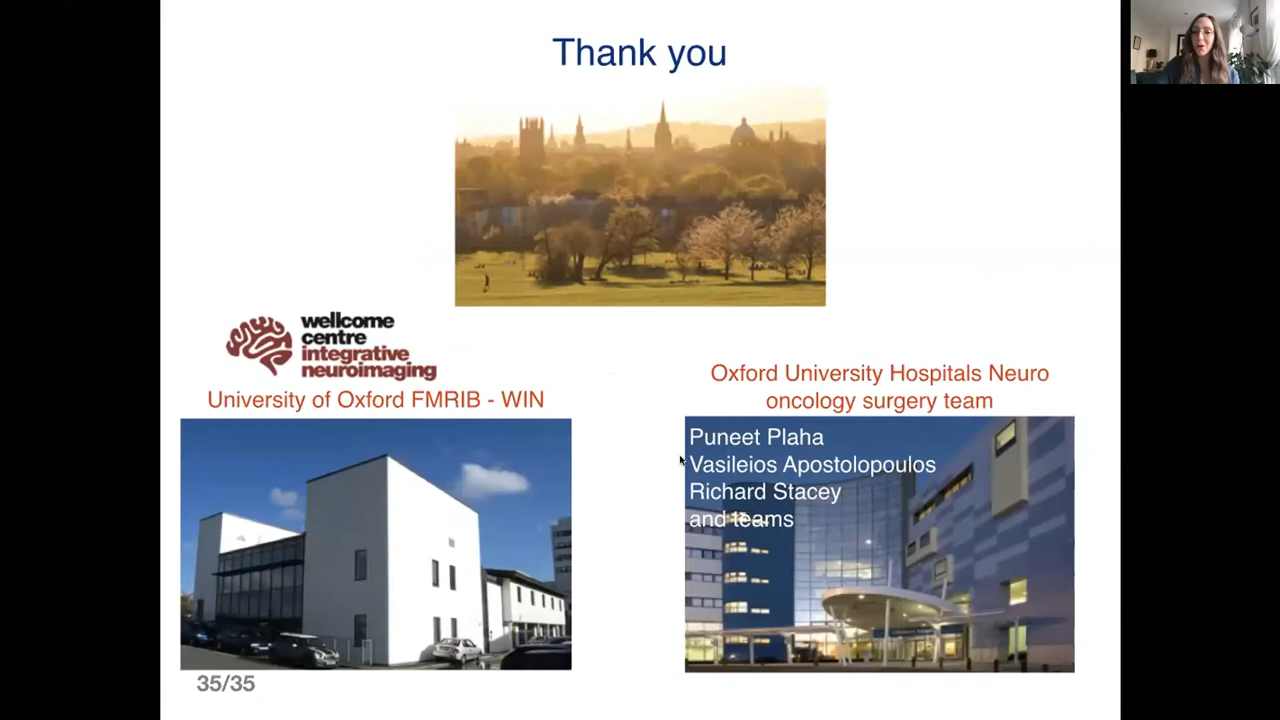 Thank you
wellcome
centre
integrative
neuroimaging
University of Oxford FMRIB - WIN
Oxford University Hospitals Neuro
oncology surgery team
Puneet Plaha
Vasileios Apostolopoulos
Richard Stacey
and teams
35/35